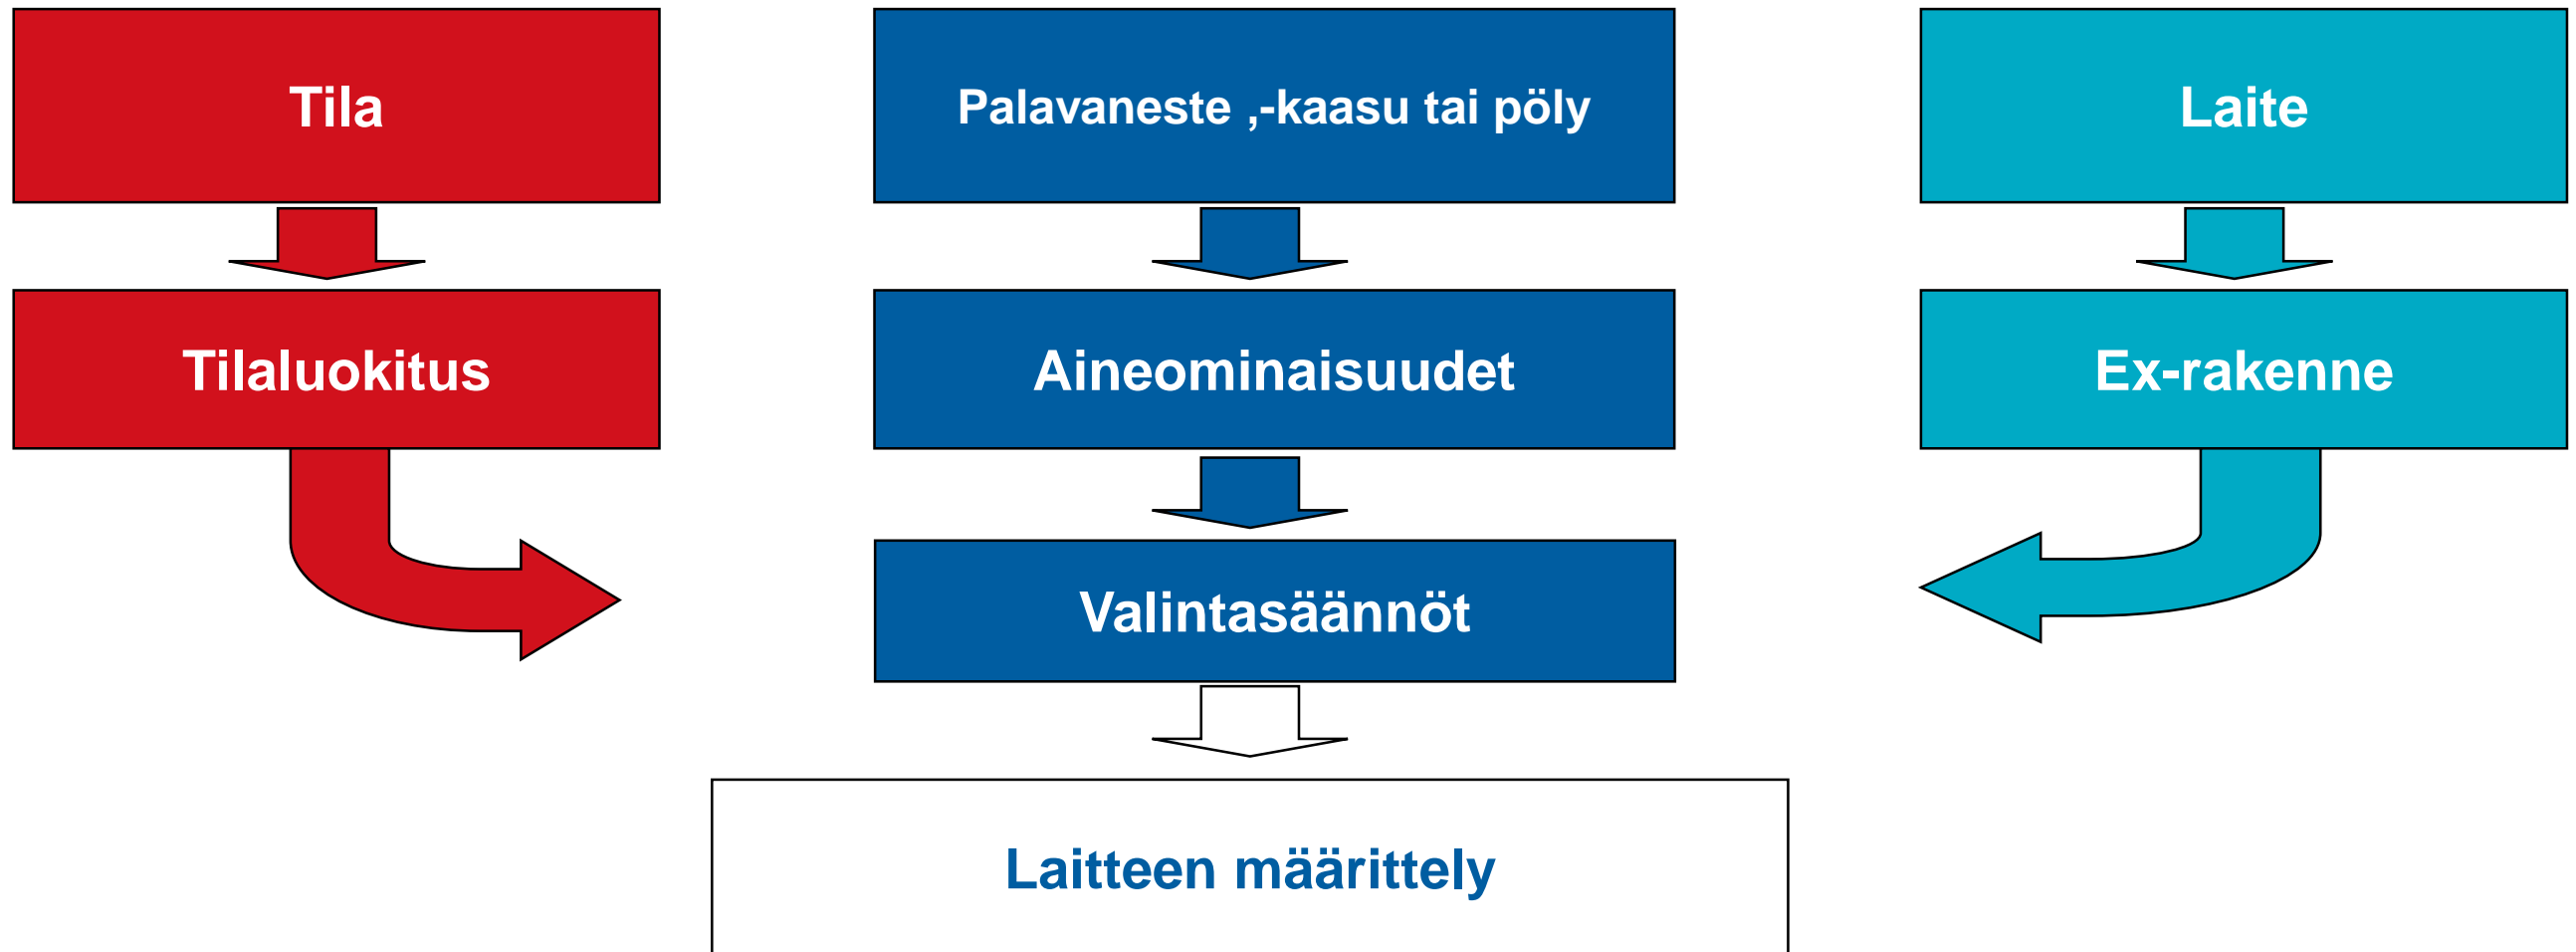 Tila
Palavaneste ,-kaasu tai pöly
Laite
Tilaluokitus
Aineominaisuudet
Ex-rakenne
Valintasäännöt
Laitteen määrittely